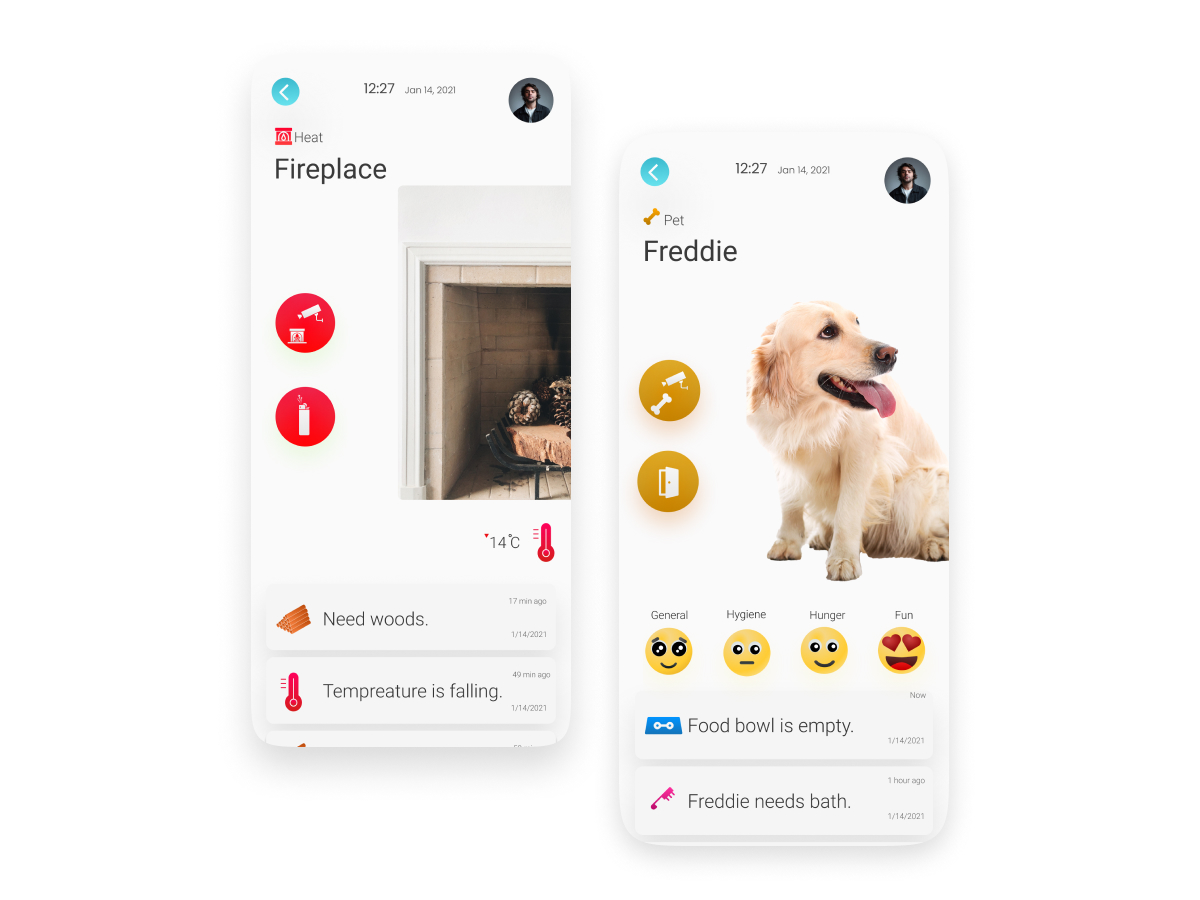 12:27 Jan 14, 2021
Heat
Fireplace
14°C
17 min ago
Need woods.
1/14/2021
49 min ago
Tempreature is falling.
1/14/2021
12:27 Jan 14, 2021
Pet
Freddie
General Hygiene Hunger Fun
Now
Food bowl is empty.
1/14/2021
1 hour ago
Freddie needs bath.
1/14/2021